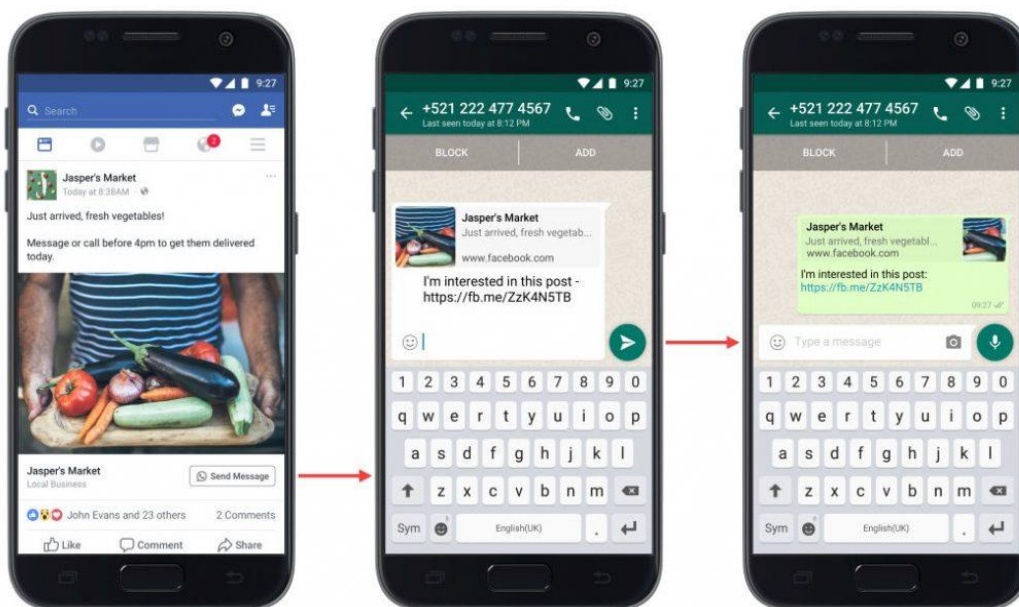 9:27
Search
2
Jasper's Market
Today at 8:38AM ·
Just arrived, fresh vegetables!
Message or call before 4pm to get them delivered
today.
Jasper's Market
Local Business
Send Message
John Evans and 23 others 2 Comments
Like Comment Share
9:27
+521 222 477 4567
Last seen today at 8:12 PM
BLOCK ADD
Jasper's Market
Just arrived, fresh vegetab...
www.facebook.com
I'm interested in this post -
https://fb.me/ZzK4N5TB
1 2 3 4 5 6 7 8 9 0
q w e r t y u i o p
a s d f g h j k l
z x c v b n m
Sym English(UK) .
9:27
+521 222 477 4567
Last seen today at 8:12 PM
BLOCK ADD
Jasper's Market
Just arrived, fresh vegetabl...
www.facebook.com
I'm interested in this post:
https://fb.me/ZzK4N5TB
09:27
Type a message
1 2 3 4 5 6 7 8 9 0
q w e r t y u i o p
a s d f g h j k l
z x c v b n m
Sym English(UK) .